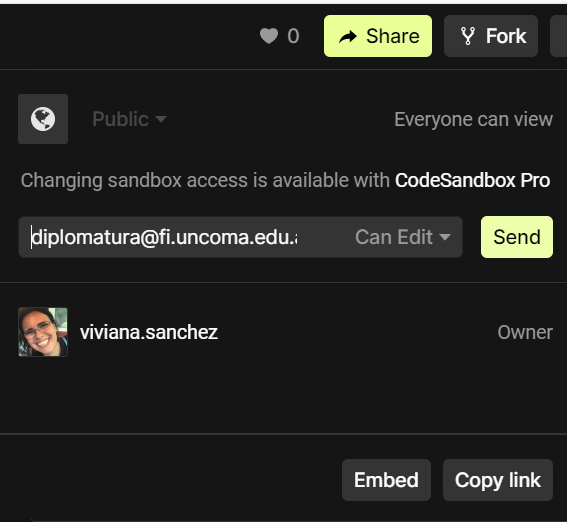 0 Share Fork
Public Everyone can view
Changing sandbox access is available with CodeSandbox Pro
diplomatura@fi.uncoma.edu. Can Edit Send
viviana.sanchez Owner
Embed Copy link